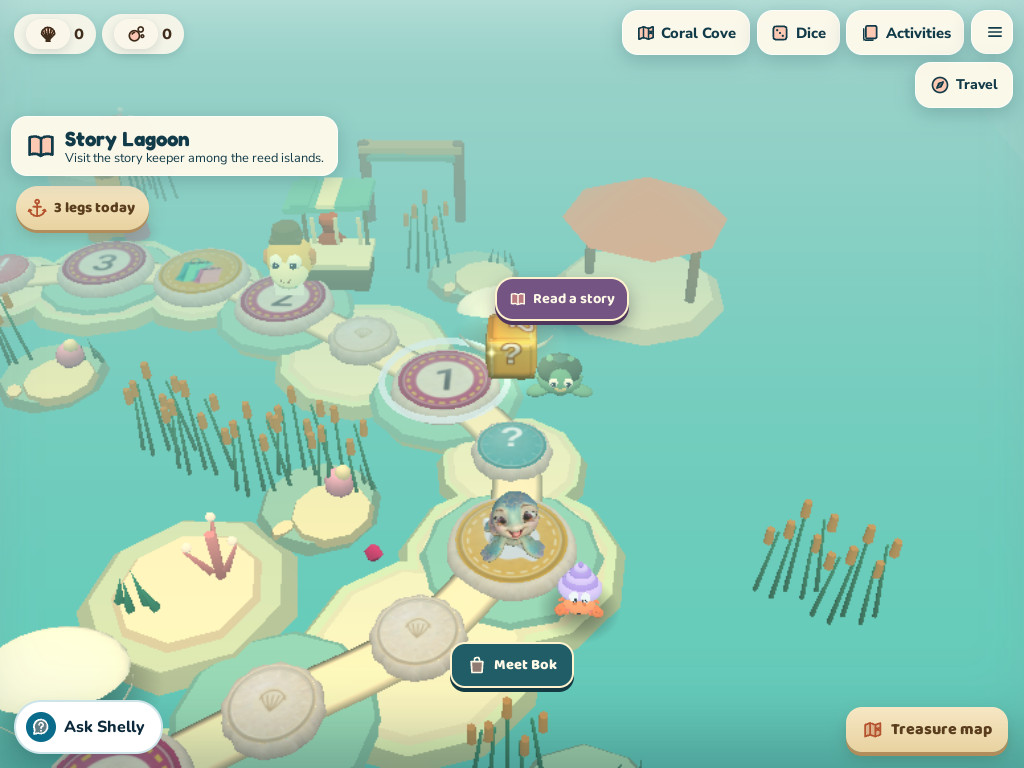 0
0
Coral Cove
Dice
Activities
Travel
Story Lagoon
Visit the story keeper among the reed islands.
3 legs today
3
2
Read a story
?
1
?
Meet Bok
Ask Shelly
Treasure map